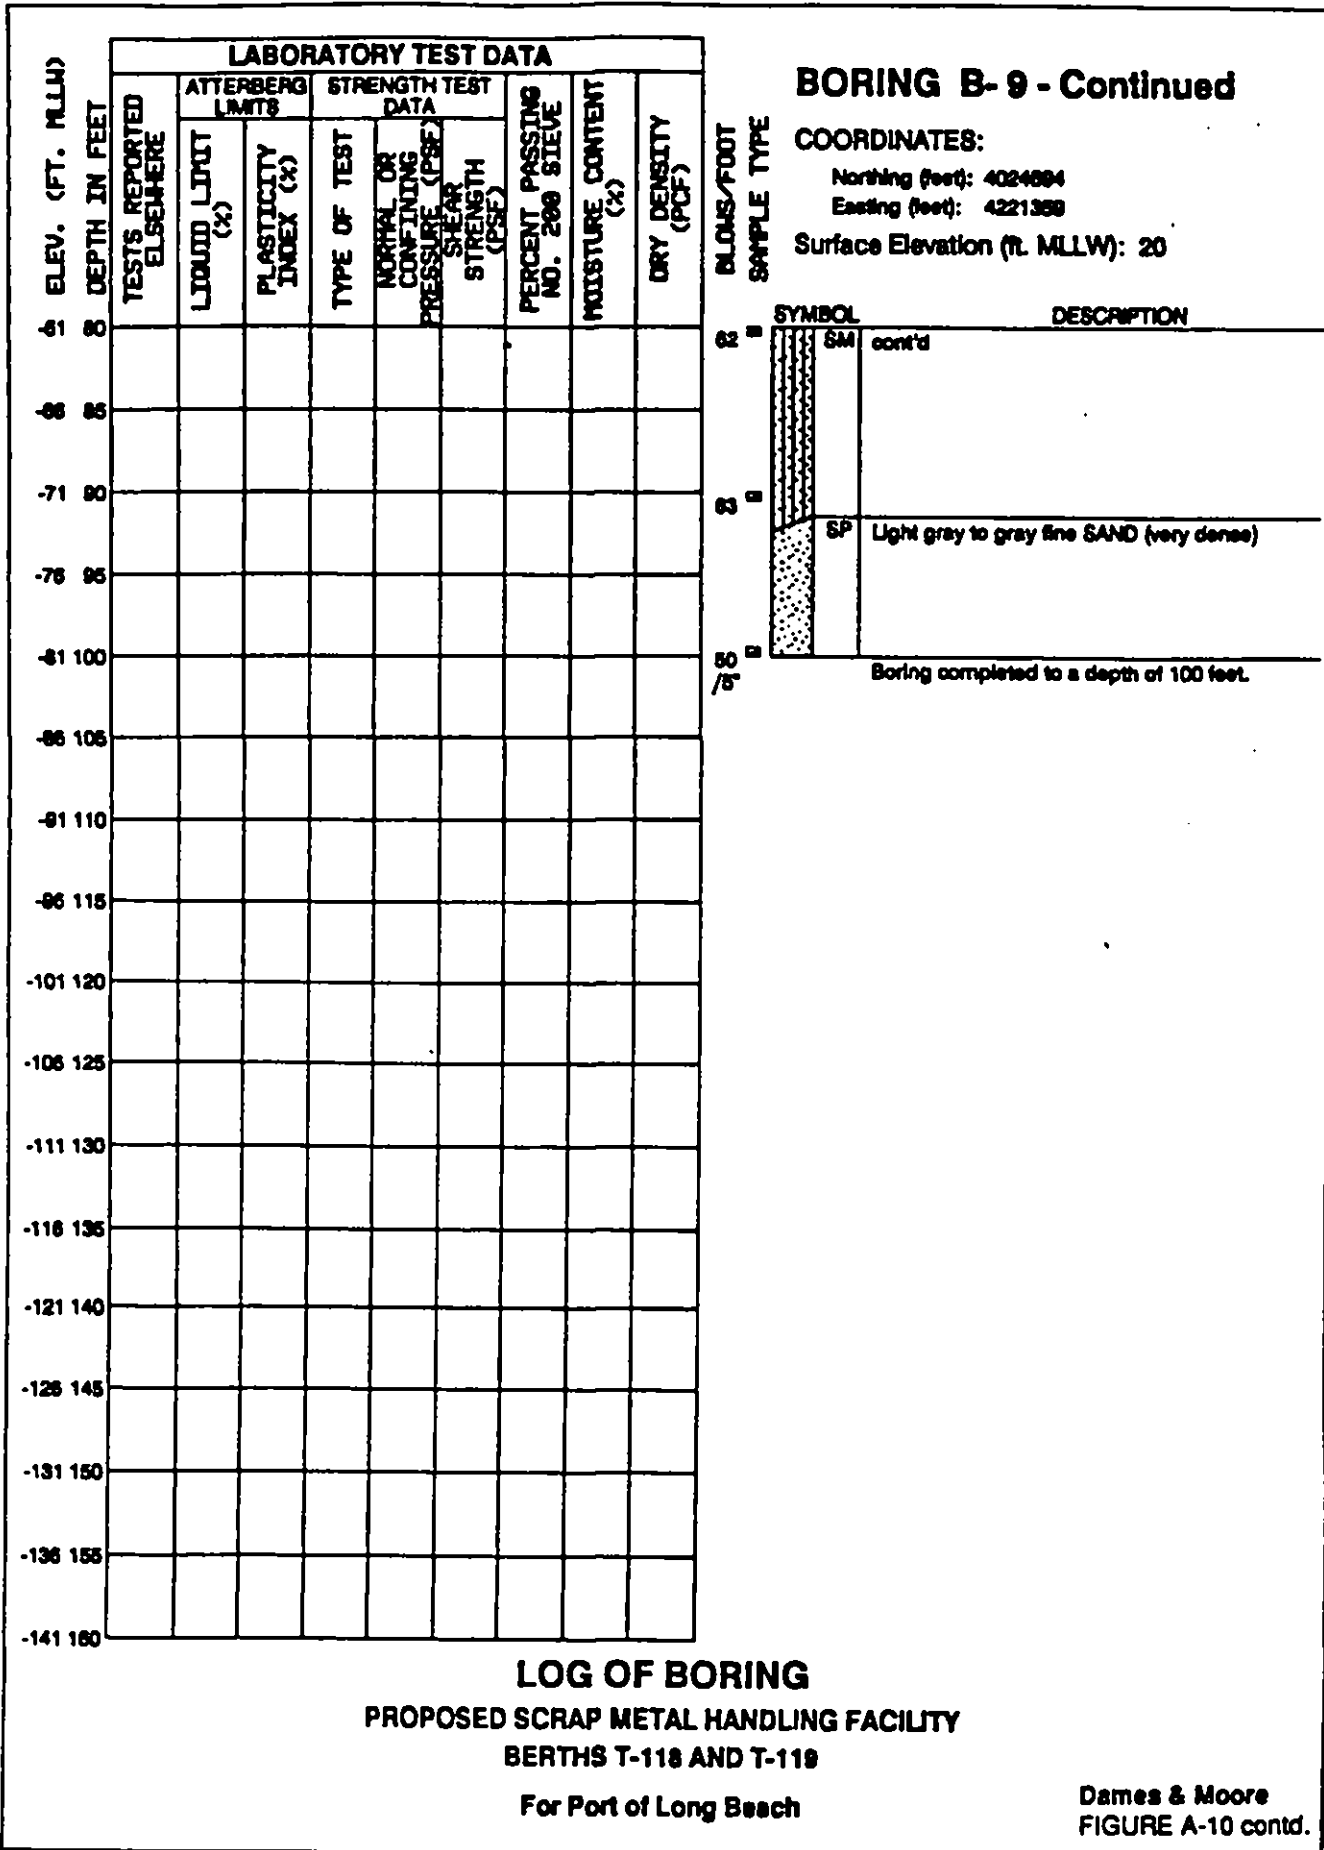 LABORATORY TEST DATA
ELEV. (FT. MLLW)
DEPTH IN FEET
TESTS REPORTED ELSEWHERE
ATTERBERG LIMITS
LIQUID LIMIT (%)
PLASTICITY INDEX (%)
STRENGTH TEST DATA
TYPE OF TEST
NORMAL OR CONFINING PRESSURE (PSF)
SHEAR STRENGTH (PSF)
PERCENT PASSING NO. 200 SIEVE
MOISTURE CONTENT (%)
DRY DENSITY (PCF)
BLOWS/FOOT
SAMPLE TYPE
BORING B-9 - Continued
COORDINATES:
Northing (feet):
Easting (feet):
Surface Elevation (ft. MLLW): 20
SYMBOL DESCRIPTION
-61 80
SM cont'd
-66 85
-71 90
SP Light gray to gray fine SAND (very dense)
-76 95
-81 100
50
/5"
Boring completed to a depth of 100 feet.
-86 105
-91 110
-96 115
-101 120
-106 125
-111 130
-116 135
-121 140
-126 145
-131 150
-136 155
-141 160
LOG OF BORING
PROPOSED SCRAP METAL HANDLING FACILITY
BERTHS T-118 AND T-119
For Port of Long Beach
Dames & Moore
FIGURE A-10 contd.